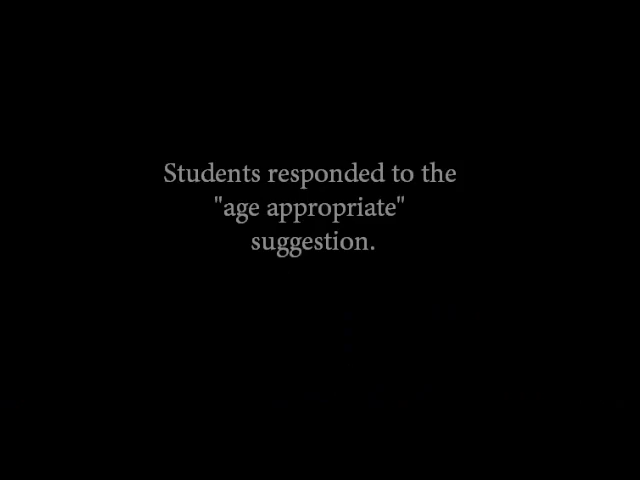 Students responded to the
"age appropriate"
suggestion.